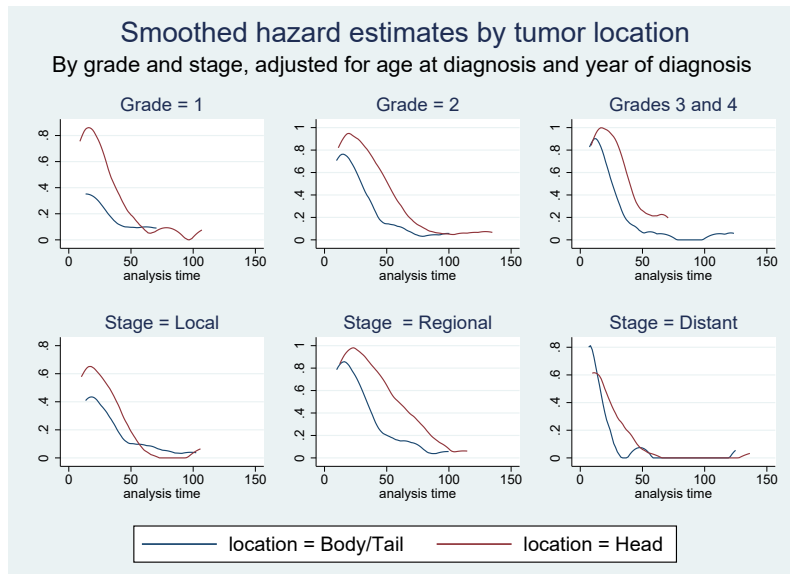 Smoothed hazard estimates by tumor location
By grade and stage, adjusted for age at diagnosis and year of diagnosis
Grade = 1
0 .2 .4 .6 .8
0 50 100 150
analysis time
Grade = 2
0 .2 .4 .6 .8 1
0 50 100 150
analysis time
Grades 3 and 4
0 .2 .4 .6 .8 1
0 50 100 150
analysis time
Stage = Local
0 .2 .4 .6 .8
0 50 100 150
analysis time
Stage = Regional
0 .2 .4 .6 .8 1
0 50 100 150
analysis time
Stage = Distant
0 .2 .4 .6 .8
0 50 100 150
analysis time
location = Body/Tail location = Head